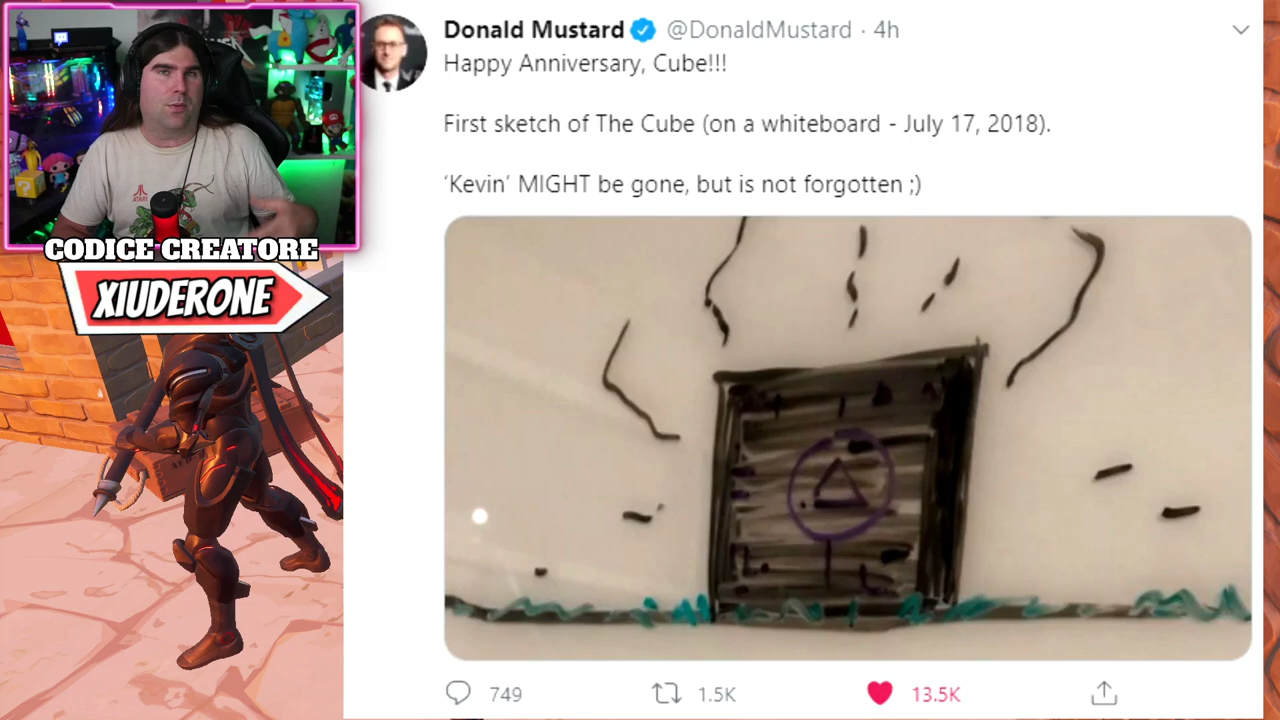 Donald Mustard @DonaldMustard · 4h
Happy Anniversary, Cube!!!
First sketch of The Cube (on a whiteboard - July 17, 2018).
‘Kevin’ MIGHT be gone, but is not forgotten ;)
ATARI
CODICE CREATORE
XIUDERONE
749 1.5K 13.5K